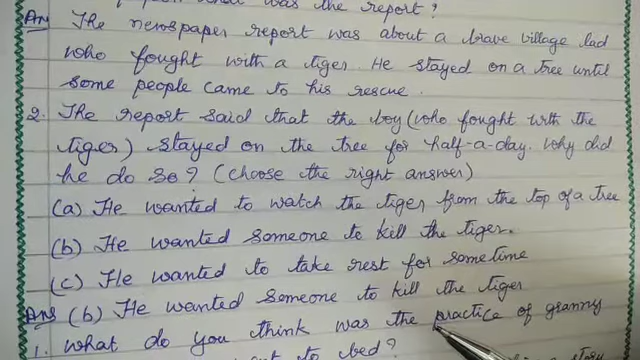 what was the report?
Ans The newspaper report was about a brave village lad
who fought with a tiger. He stayed on a tree until
some people came to his rescue.
2. The report said that the boy (who fought with the
tiger) stayed on the tree for half-a-day. Why did
he do so? (choose the right answer)
(a) He wanted to watch the tiger from the top of a tree
(b) He wanted someone to kill the tiger.
(c) He wanted to take rest for sometime
Ans (b) He wanted someone to kill the tiger
1. What do you think was the practice of granny
to bed?